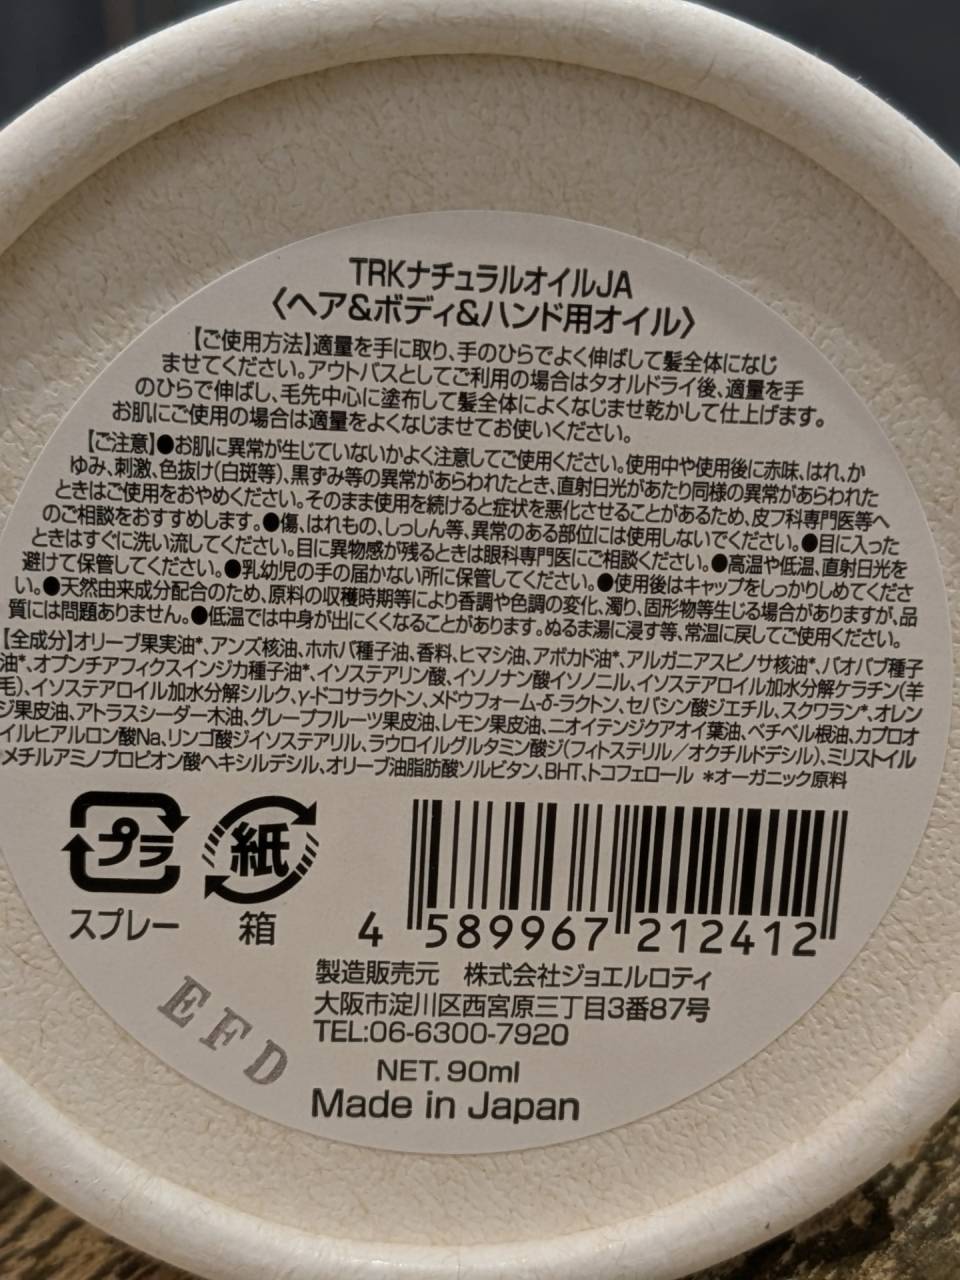 TRKナチュラルオイルJA
〈ヘア&ボディ&ハンド用オイル〉
【ご使用方法】適量を手に取り、手のひらでよく伸ばして髪全体になじ
ませてください。アウトバスとしてご利用の場合はタオルドライ後、適量を手
のひらで伸ばし、毛先中心に塗布して髪全体によくなじませ乾かして仕上げます。
お肌にご使用の場合は適量をよくなじませてお使いください。
【ご注意】●お肌に異常が生じていないかよく注意してご使用ください。使用中や使用後に赤味、はれ、か
ゆみ、刺激、色抜け(白斑等)、黒ずみ等の異常があらわれたとき、直射日光があたり同様の異常があらわれた
ときはご使用をおやめください。そのまま使用を続けると症状を悪化させることがあるため、皮フ科専門医等へ
のご相談をおすすめします。●傷、はれもの、しっしん等、異常のある部位には使用しないでください。●目に入った
ときはすぐに洗い流してください。目に異物感が残るときは眼科専門医にご相談ください。●高温や低温、直射日光を
避けて保管してください。●乳幼児の手の届かない所に保管してください。●使用後はキャップをしっかりしめてくださ
い。●天然由来成分配合のため、原料の収穫時期等により香調や色調の変化、濁り、固形物等生じる場合がありますが、品
質には問題ありません。●低温では中身が出にくくなることがあります。ぬるま湯に浸す等、常温に戻してご使用ください。
【全成分】オリーブ果実油*、アンズ核油、ホホバ種子油、香料、ヒマシ油、アボカド油*、アルガニアスピノサ核油*、バオバブ種子
油*、オプンチアフィクスインジカ種子油*、イソステアリン酸、イソノナン酸イソノニル、イソステアロイル加水分解ケラチン(羊
毛)、イソステアロイル加水分解シルク、γ-ドコサラクトン、メドウフォーム-δ-ラクトン、セバシン酸ジエチル、スクワラン*、オレン
ジ果皮油、アトラスシーダー木油、グレープフルーツ果皮油、レモン果皮油、ニオイテンジクアオイ葉油、ベチベル根油、カプロオ
イルヒアルロン酸Na、リンゴ酸ジイソステアリル、ラウロイルグルタミン酸ジ(フィトステリル/オクチルドデシル)、ミリストイル
メチルアミノプロピオン酸ヘキシルデシル、オリーブ油脂肪酸ソルビタン、BHT、トコフェロール *オーガニック原料
プラ 紙
スプレー 箱
4 589967 212412
製造販売元 株式会社ジョエルロティ
大阪市淀川区西宮原三丁目3番87号
TEL:06-6300-7920
EFD
NET. 90ml
Made in Japan